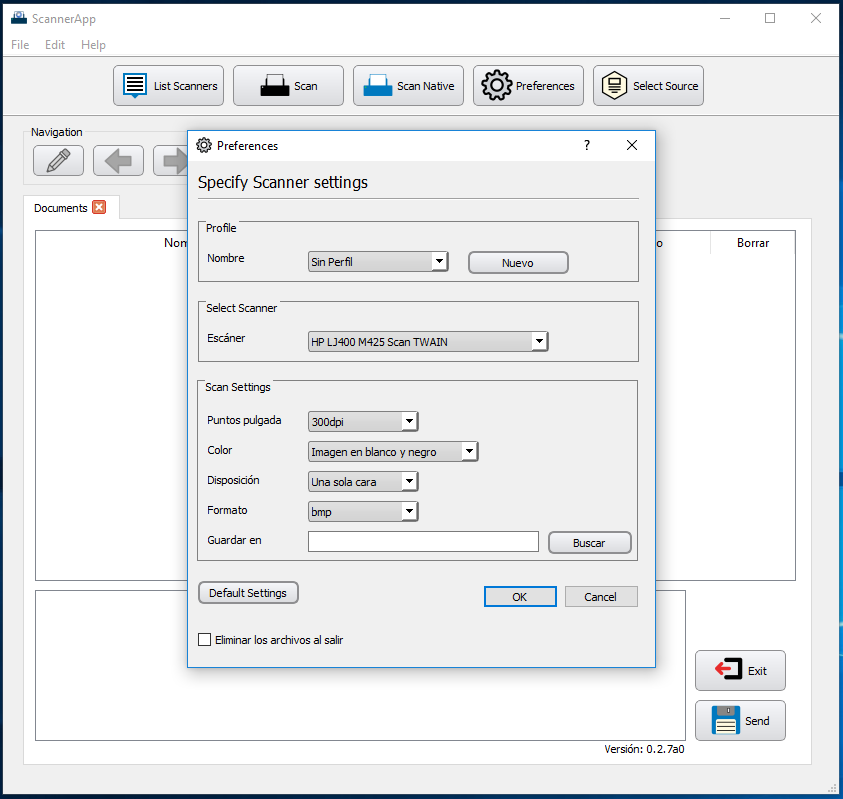 ScannerApp
File Edit Help
List Scanners Scan Scan Native Preferences Select Source
Navigation
Preferences ?
Specify Scanner settings
Documents
Borrar
Profile
Nombre Sin Perfil Nuevo
Select Scanner
Escáner HP LJ400 M425 Scan TWAIN
Scan Settings
Puntos pulgada 300dpi
Color Imagen en blanco y negro
Disposición Una sola cara
Formato bmp
Guardar en Buscar
Default Settings OK Cancel
Eliminar los archivos al salir
Exit
Send
Versión: 0.2.7a0